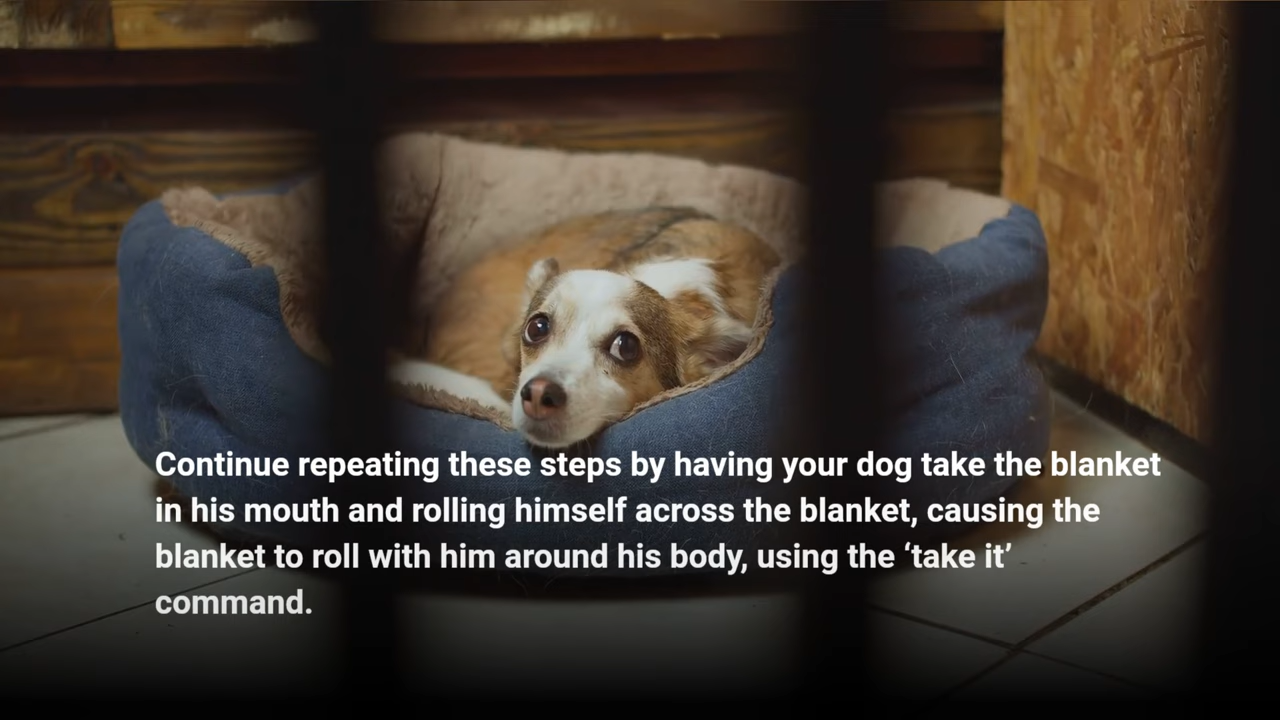 Continue repeating these steps by having your dog take the blanket
in his mouth and rolling himself across the blanket, causing the
blanket to roll with him around his body, using the ‘take it’
command.